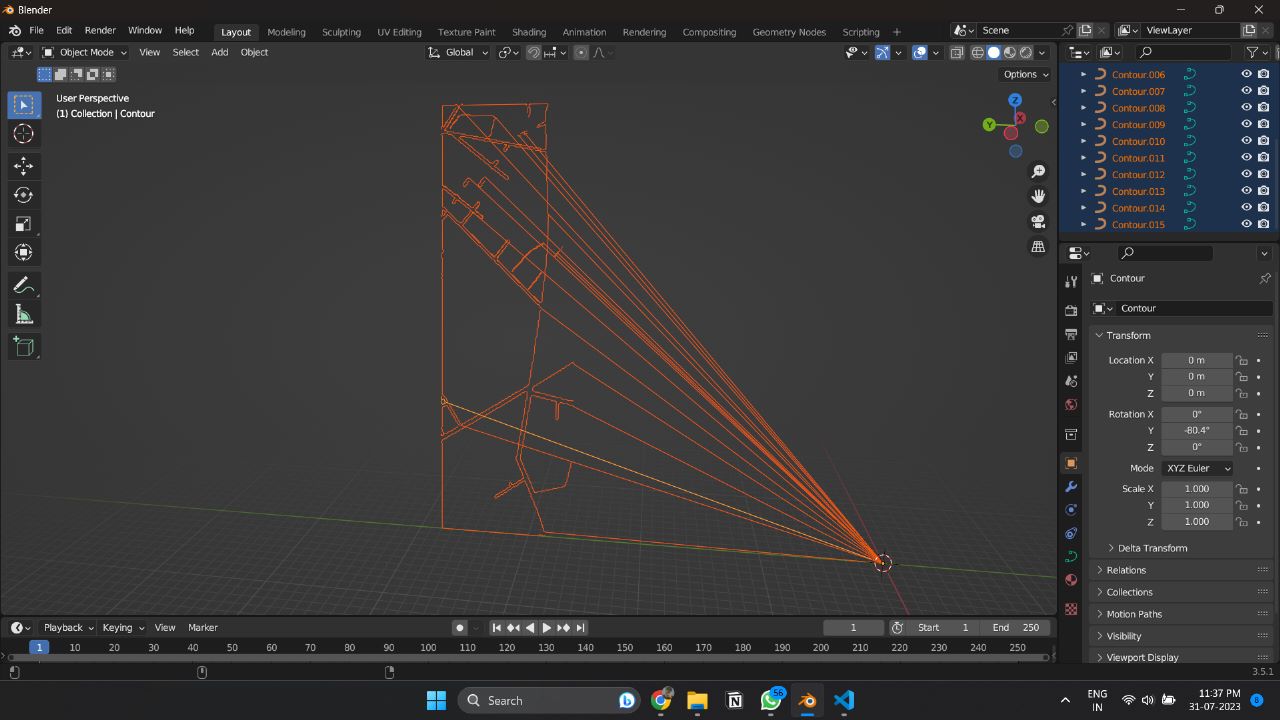 Blender
File Edit Render Window Help
Layout Modeling Sculpting UV Editing Texture Paint Shading Animation Rendering Compositing Geometry Nodes Scripting +
Scene
ViewLayer
Object Mode View Select Add Object
Global
Options
User Perspective
(1) Collection | Contour
Z
Y
X
Contour.006
Contour.007
Contour.008
Contour.009
Contour.010
Contour.011
Contour.012
Contour.013
Contour.014
Contour.015
Contour
Contour
Transform
Location X 0 m
Y 0 m
Z 0 m
Rotation X 0°
Y -80.4°
Z 0°
Mode XYZ Euler
Scale X 1.000
Y 1.000
Z 1.000
Delta Transform
Relations
Collections
Motion Paths
Visibility
Viewport Display
Playback Keying View Marker
1 Start 1 End 250
1 10 20 30 40 50 60 70 80 90 100 110 120 130 140 150 160 170 180 190 200 210 220 230 240 250
3.5.1
Search
56
ENG
IN
11:37 PM
8